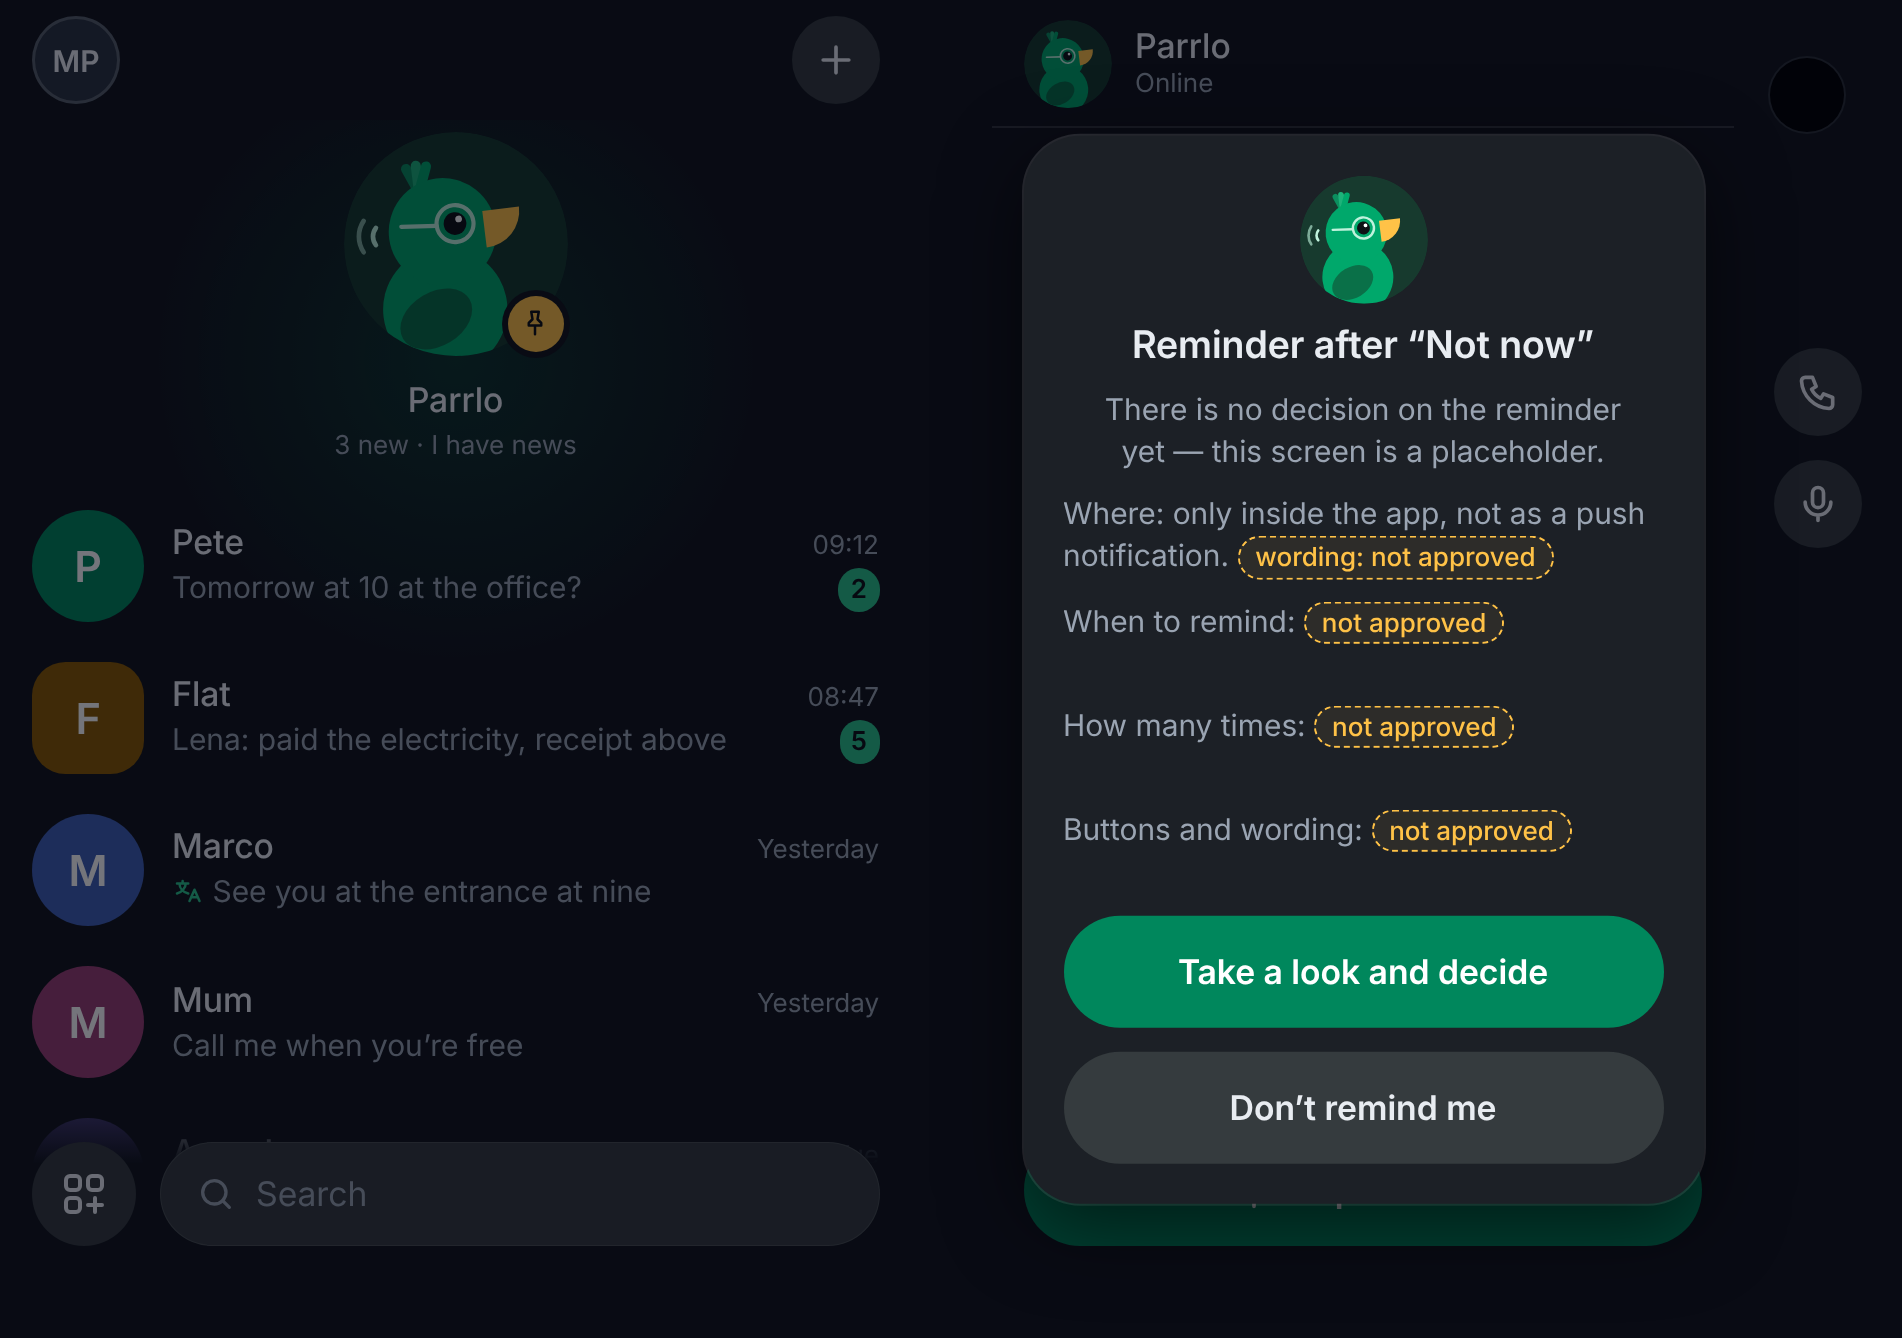 MP
Parrlo
3 new · I have news
P
Pete
09:12
Tomorrow at 10 at the office?
2
F
Flat
08:47
Lena: paid the electricity, receipt above
5
M
Marco
Yesterday
See you at the entrance at nine
M
Mum
Yesterday
Call me when you’re free
Search
Parrlo
Online
Reminder after “Not now”
There is no decision on the reminder
yet — this screen is a placeholder.
Where: only inside the app, not as a push
notification. wording: not approved
When to remind: not approved
How many times: not approved
Buttons and wording: not approved
Take a look and decide
Don’t remind me